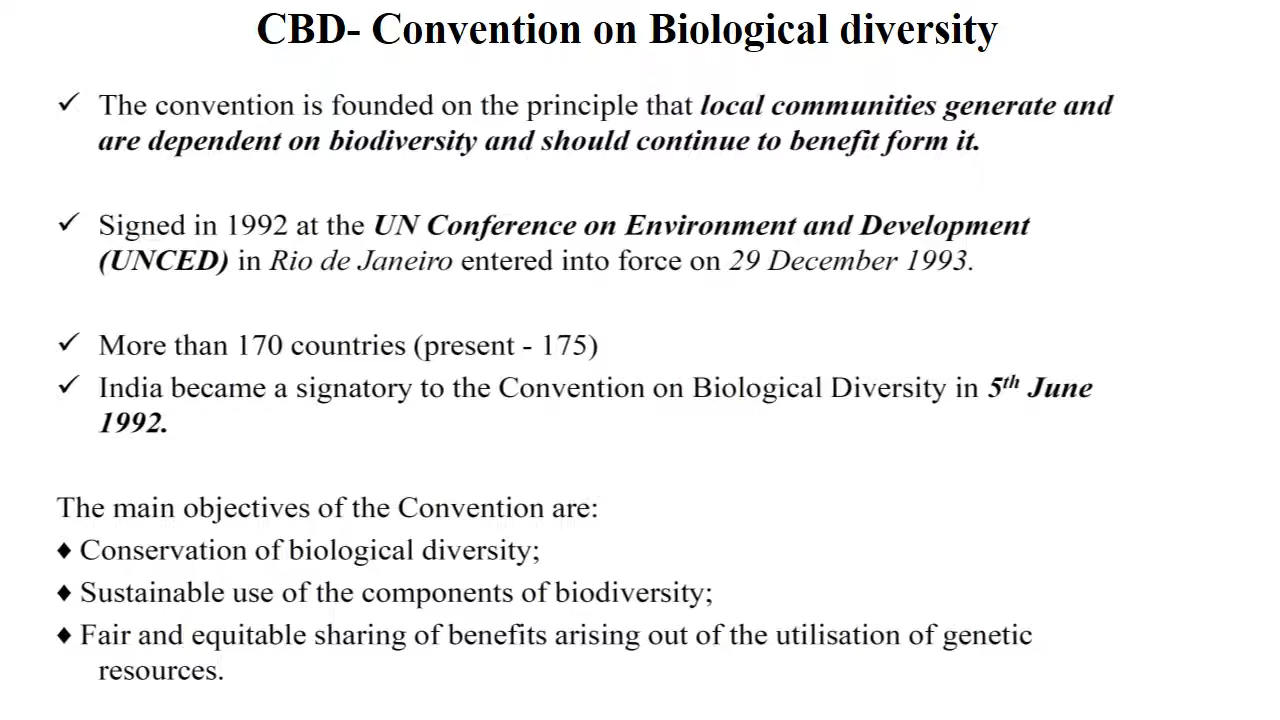 CBD- Convention on Biological diversity
✓ The convention is founded on the principle that local communities generate and
are dependent on biodiversity and should continue to benefit form it.
✓ Signed in 1992 at the UN Conference on Environment and Development
(UNCED) in Rio de Janeiro entered into force on 29 December 1993.
✓ More than 170 countries (present - 175)
✓ India became a signatory to the Convention on Biological Diversity in 5th June
1992.
The main objectives of the Convention are:
♦ Conservation of biological diversity;
♦ Sustainable use of the components of biodiversity;
♦ Fair and equitable sharing of benefits arising out of the utilisation of genetic
resources.